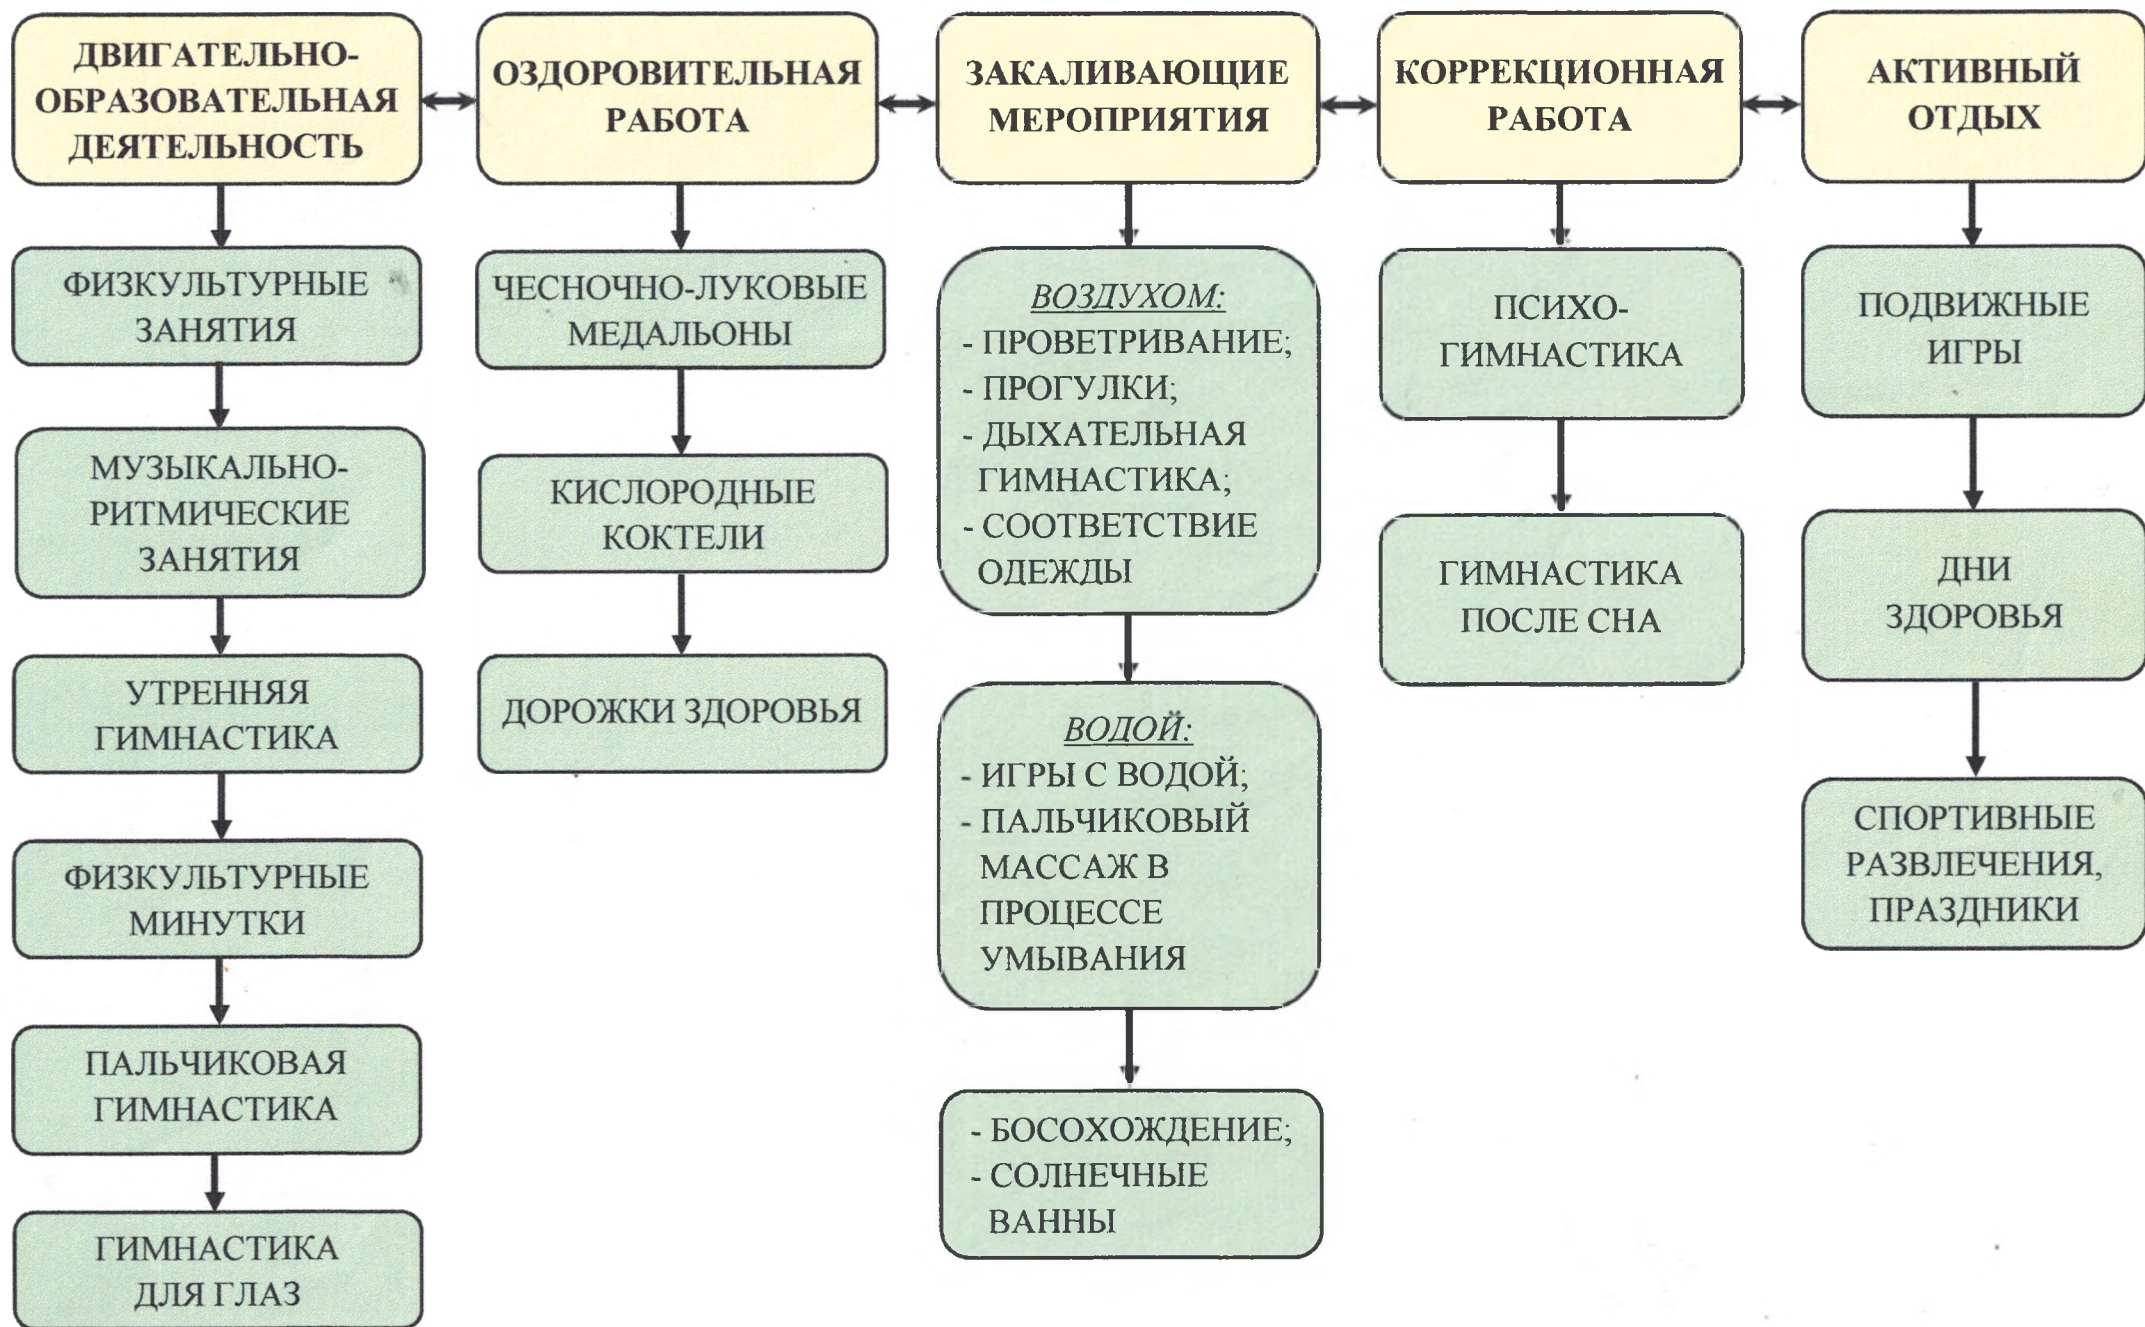 ДВИГАТЕЛЬНО-
ОБРАЗОВАТЕЛЬНАЯ
ДЕЯТЕЛЬНОСТЬ
ФИЗКУЛЬТУРНЫЕ
ЗАНЯТИЯ
МУЗЫКАЛЬНО-
РИТМИЧЕСКИЕ
ЗАНЯТИЯ
УТРЕННЯЯ
ГИМНАСТИКА
ФИЗКУЛЬТУРНЫЕ
МИНУТКИ
ПАЛЬЧИКОВАЯ
ГИМНАСТИКА
ГИМНАСТИКА
ДЛЯ ГЛАЗ
ОЗДОРОВИТЕЛЬНАЯ
РАБОТА
ЧЕСНОЧНО-ЛУКОВЫЕ
МЕДАЛЬОНЫ
КИСЛОРОДНЫЕ
КОКТЕЛИ
ДОРОЖКИ ЗДОРОВЬЯ
ЗАКАЛИВАЮЩИЕ
МЕРОПРИЯТИЯ
ВОЗДУХОМ:
- ПРОВЕТРИВАНИЕ;
- ПРОГУЛКИ;
- ДЫХАТЕЛЬНАЯ
ГИМНАСТИКА;
- СООТВЕТСТВИЕ
ОДЕЖДЫ
ВОДОЙ:
- ИГРЫ С ВОДОЙ;
- ПАЛЬЧИКОВЫЙ
МАССАЖ В
ПРОЦЕССЕ
УМЫВАНИЯ
- БОСОХОЖДЕНИЕ;
- СОЛНЕЧНЫЕ
ВАННЫ
КОРРЕКЦИОННАЯ
РАБОТА
ПСИХО-
ГИМНАСТИКА
ГИМНАСТИКА
ПОСЛЕ СНА
АКТИВНЫЙ
ОТДЫХ
ПОДВИЖНЫЕ
ИГРЫ
ДНИ
ЗДОРОВЬЯ
СПОРТИВНЫЕ
РАЗВЛЕЧЕНИЯ,
ПРАЗДНИКИ